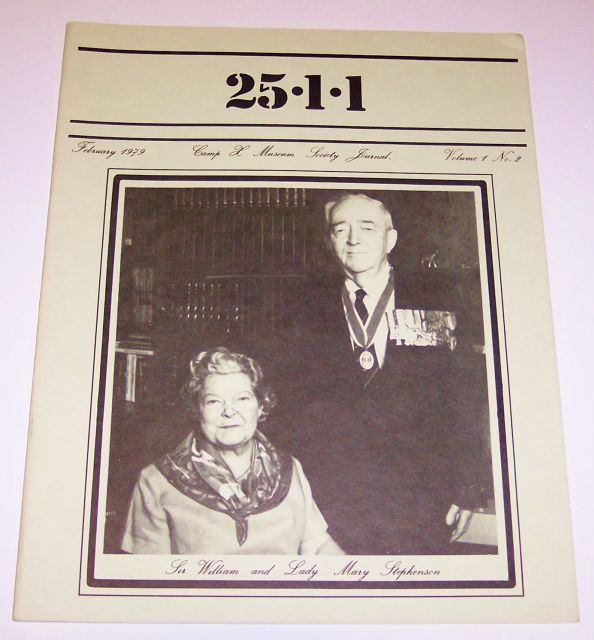 25·1·1
February 1979 Camp X Museum Society Journal. Volume 1 No. 2
Sir William and Lady Mary Stephenson